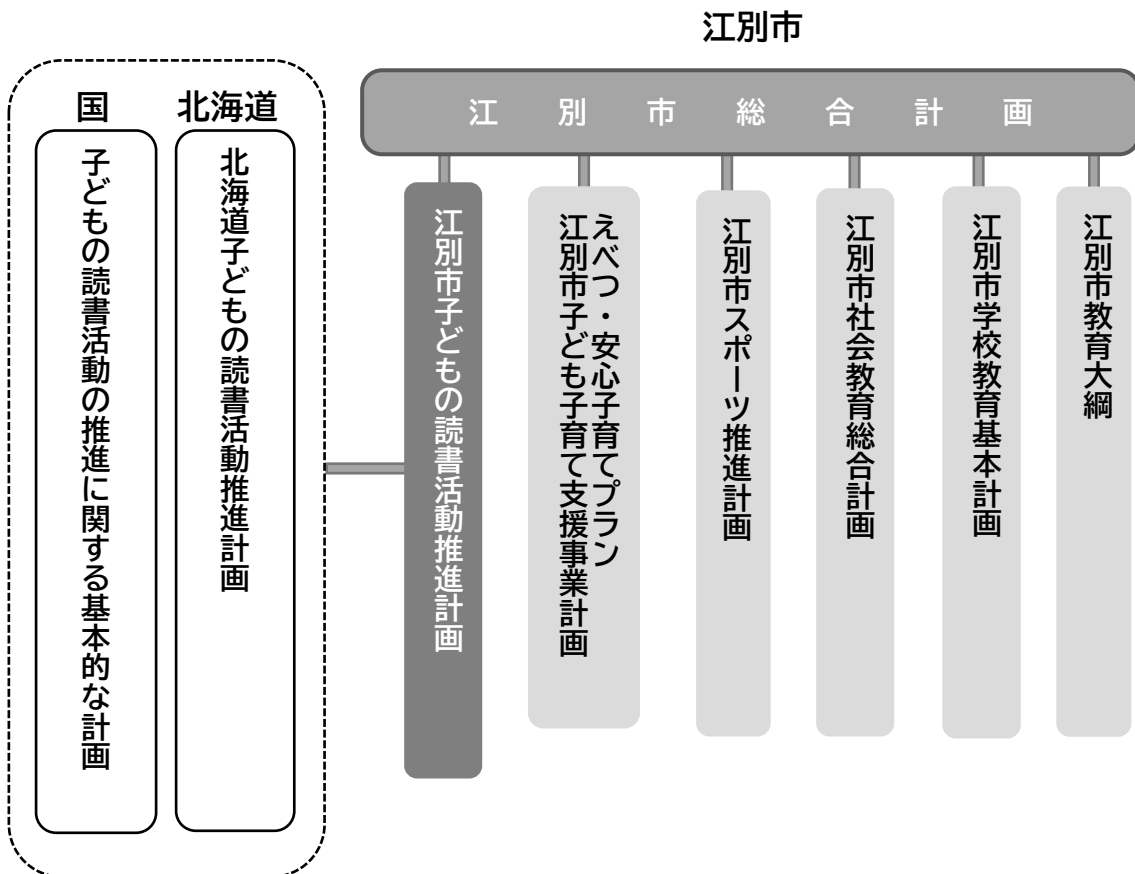 江別市
国
北海道
江別市総合計画
子どもの読書活動の推進に関する基本的な計画
北海道子どもの読書活動推進計画
江別市子どもの読書活動推進計画
えべつ・安心子育てプラン
江別市子ども子育て支援事業計画
江別市スポーツ推進計画
江別市社会教育総合計画
江別市学校教育基本計画
江別市教育大綱